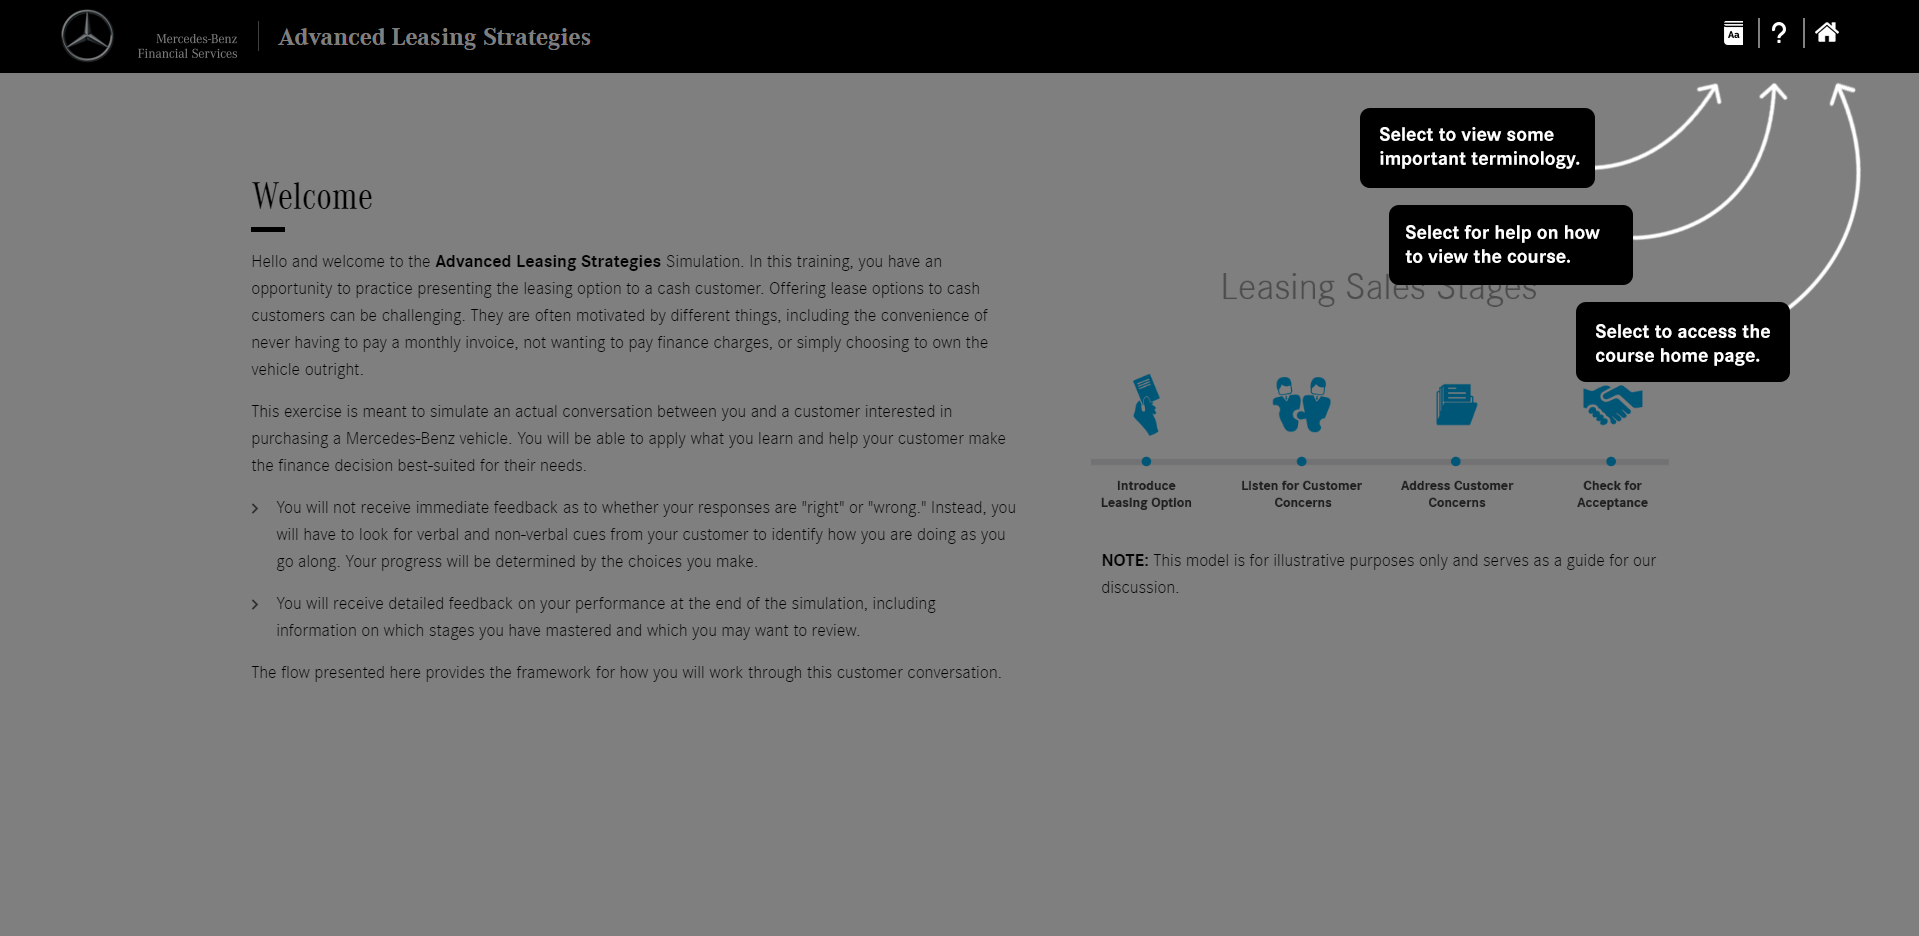 Mercedes-Benz
Financial Services
Advanced Leasing Strategies
Aa
?
Select to view some
important terminology.
Select for help on how
to view the course.
Select to access the
course home page.
Welcome
Hello and welcome to the Advanced Leasing Strategies Simulation. In this training, you have an
opportunity to practice presenting the leasing option to a cash customer. Offering lease options to cash
customers can be challenging. They are often motivated by different things, including the convenience of
never having to pay a monthly invoice, not wanting to pay finance charges, or simply choosing to own the
vehicle outright.
This exercise is meant to simulate an actual conversation between you and a customer interested in
purchasing a Mercedes-Benz vehicle. You will be able to apply what you learn and help your customer make
the finance decision best-suited for their needs.
You will not receive immediate feedback as to whether your responses are "right" or "wrong." Instead, you
will have to look for verbal and non-verbal cues from your customer to identify how you are doing as you
go along. Your progress will be determined by the choices you make.
You will receive detailed feedback on your performance at the end of the simulation, including
information on which stages you have mastered and which you may want to review.
The flow presented here provides the framework for how you will work through this customer conversation.
Leasing Sales Stages
Introduce
Leasing Option
Listen for Customer
Concerns
Address Customer
Concerns
Check for
Acceptance
NOTE: This model is for illustrative purposes only and serves as a guide for our
discussion.